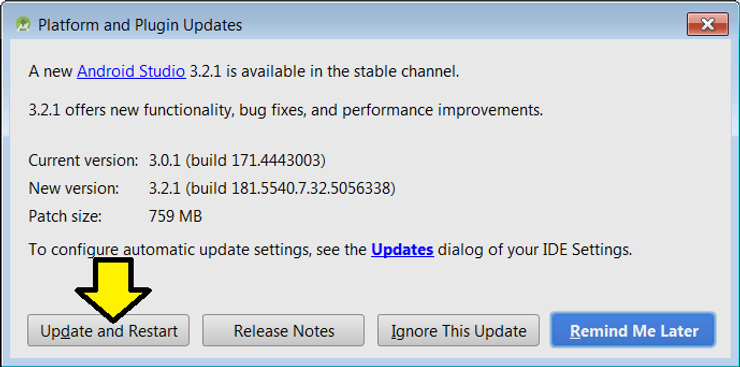 Platform and Plugin Updates
A new Android Studio 3.2.1 is available in the stable channel.
3.2.1 offers new functionality, bug fixes, and performance improvements.
Current version: 3.0.1 (build 171.4443003)
New version: 3.2.1 (build 181.5540.7.32.5056338)
Patch size: 759 MB
To configure automatic update settings, see the Updates dialog of your IDE Settings.
Update and Restart Release Notes Ignore This Update Remind Me Later